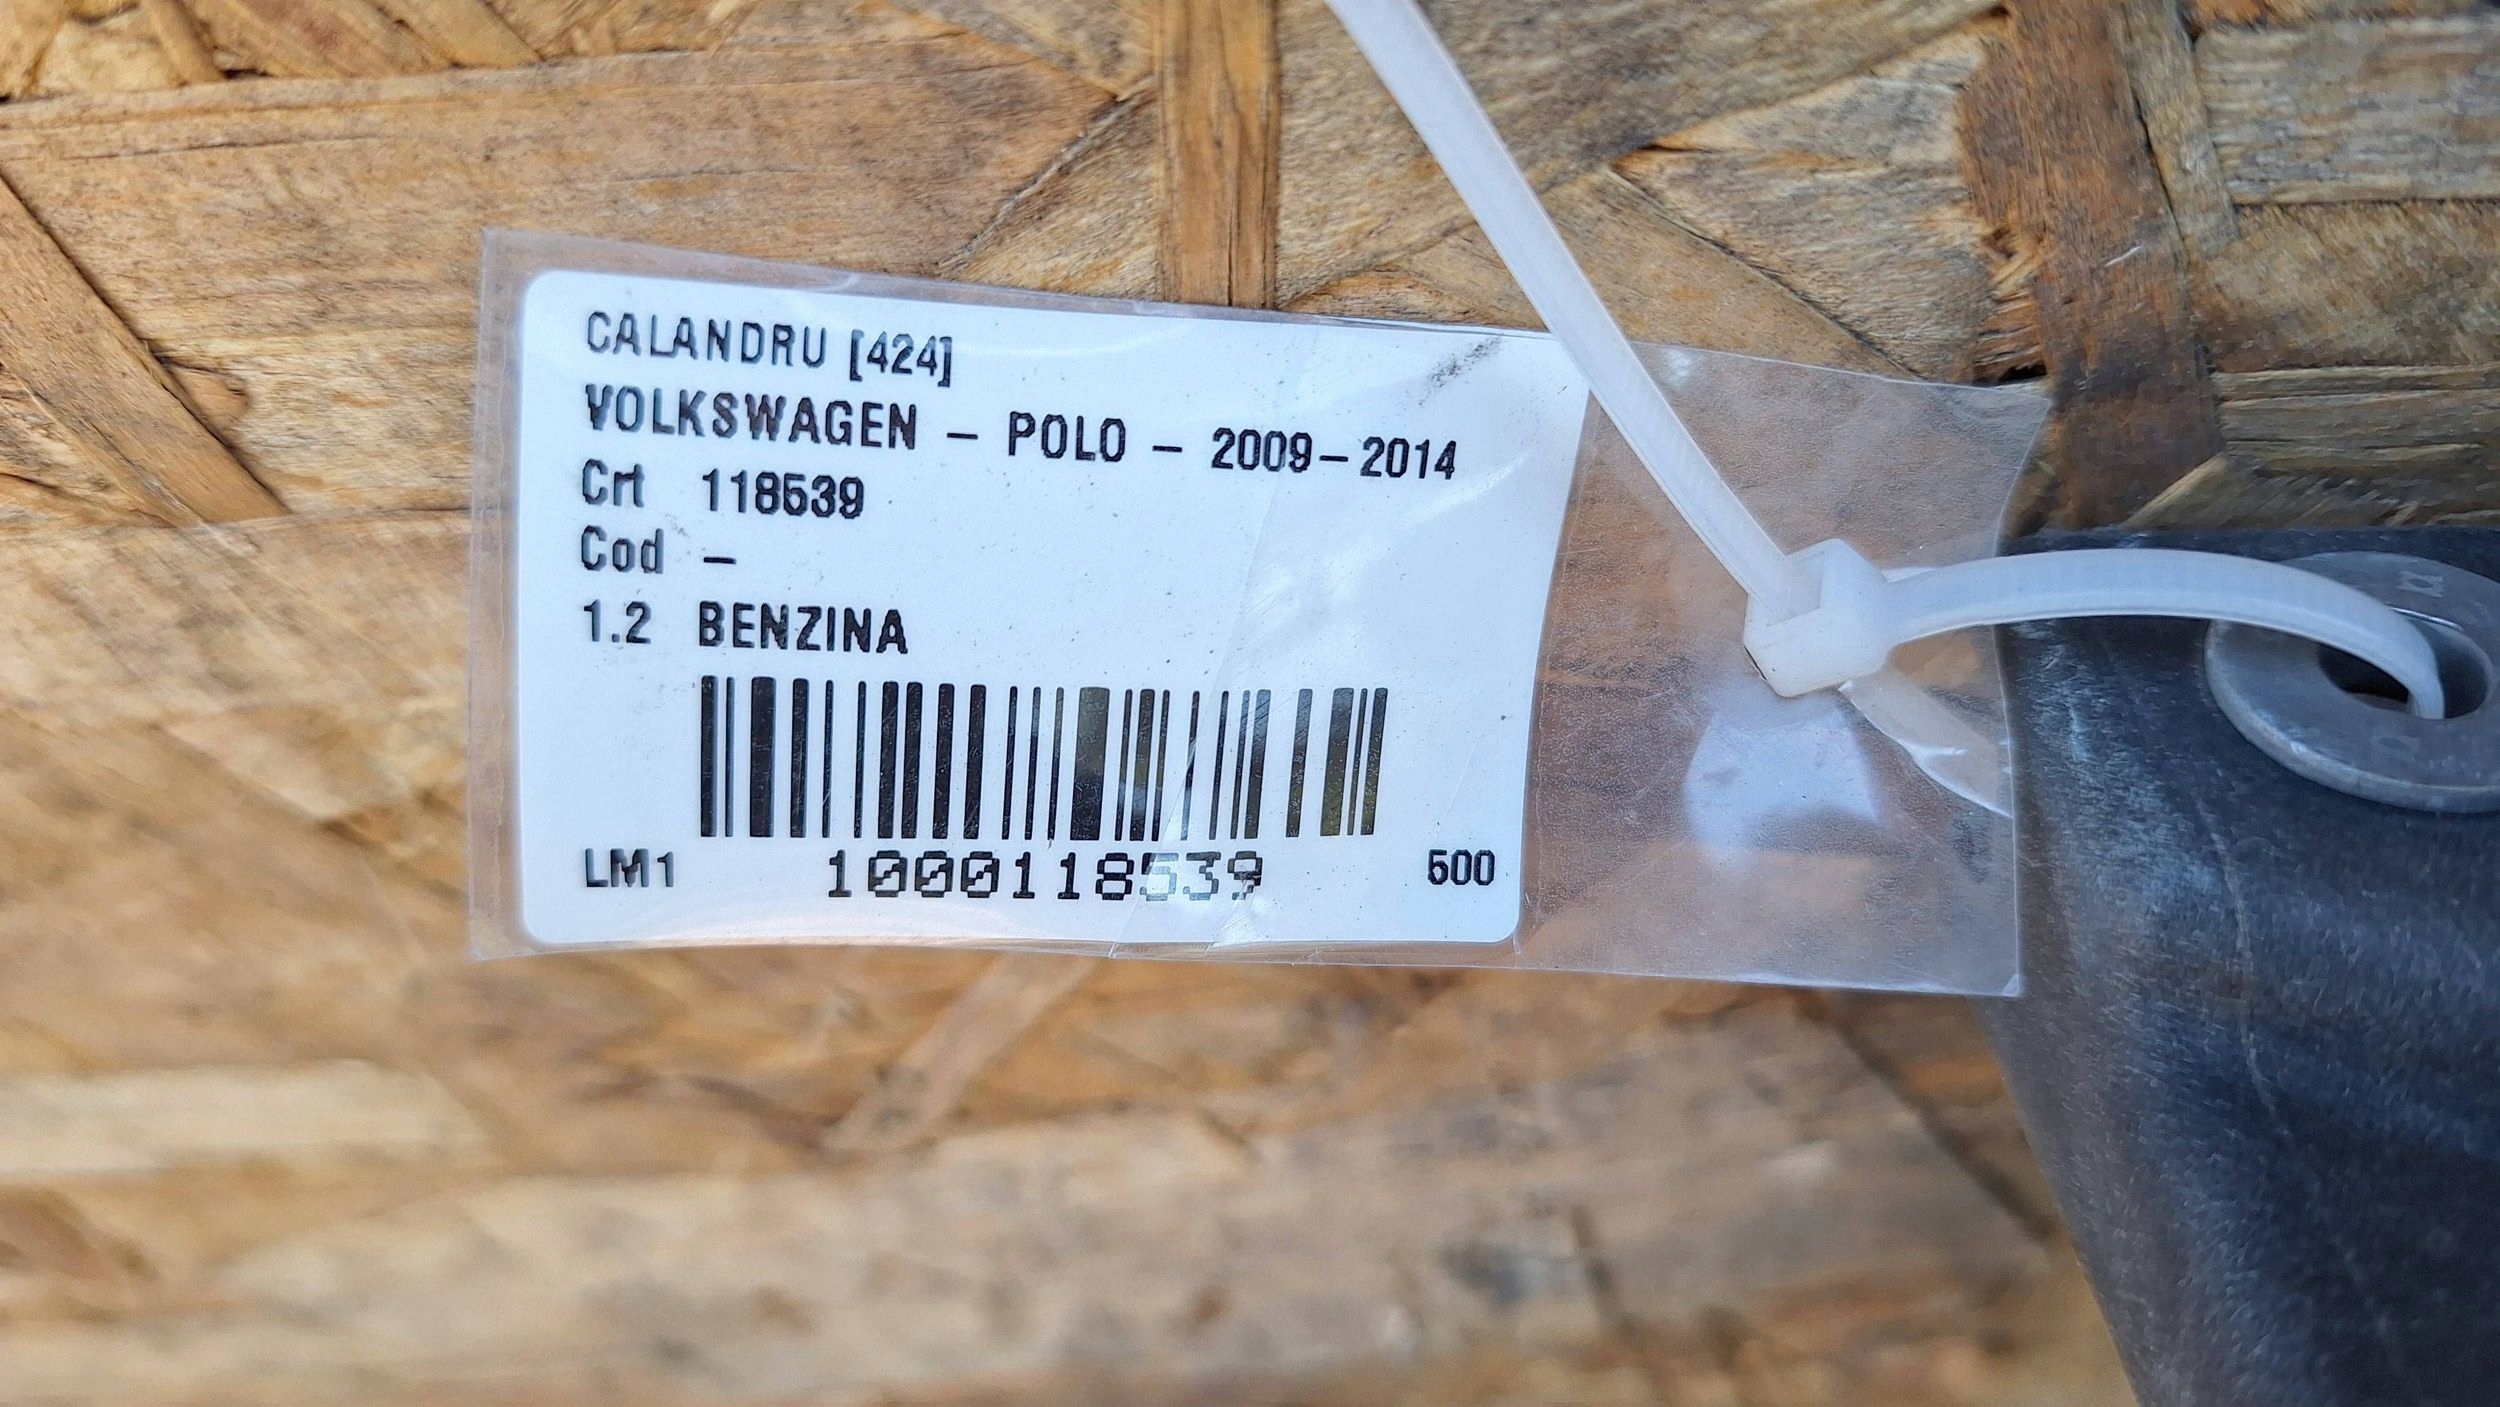 CALANDRU [424]
VOLKSWAGEN - POLO - 2009-2014
Crt 118539
Cod -
1.2 BENZINA
LM1 1000118539 500